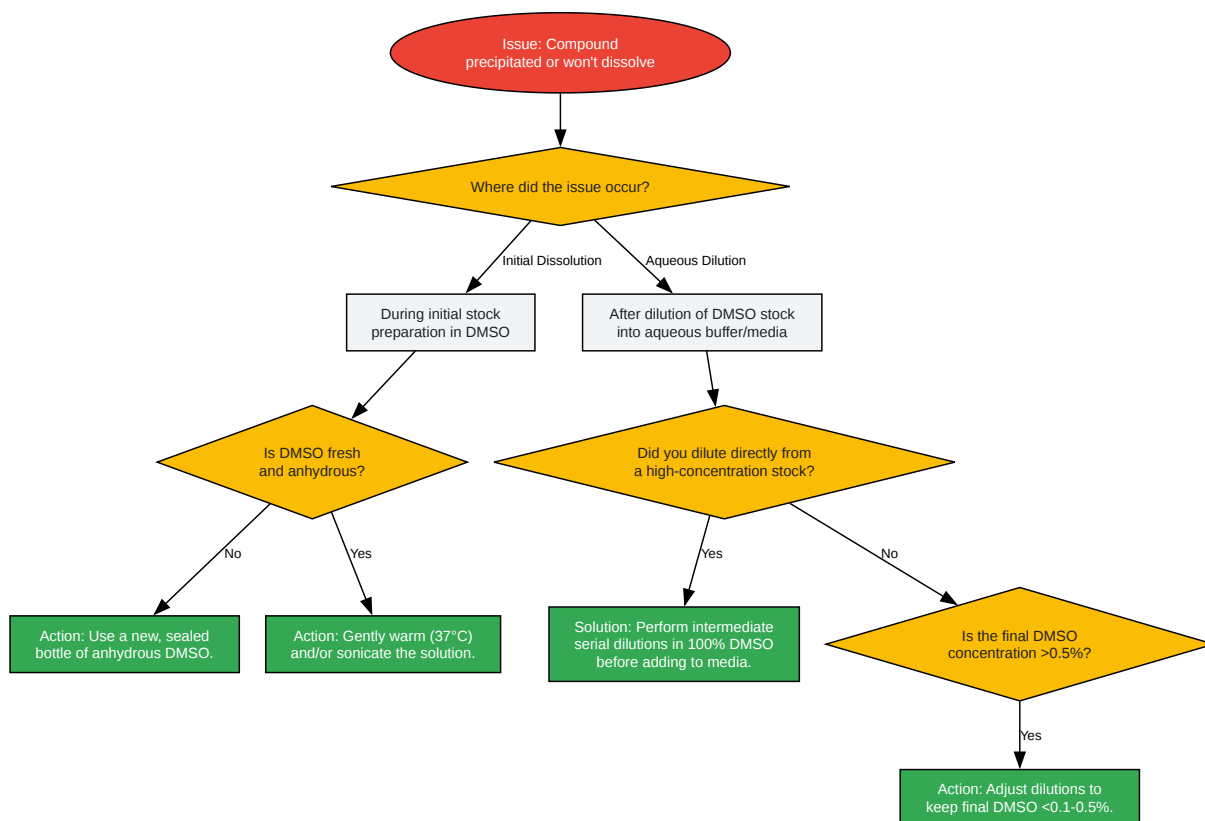 Issue: Compound
precipitated or won't dissolve
Where did the issue occur?
Initial Dissolution
Aqueous Dilution
During initial stock
preparation in DMSO
After dilution of DMSO stock
into aqueous buffer/media
Is DMSO fresh
and anhydrous?
Did you dilute directly from
a high-concentration stock?
No
Yes
Yes
No
Action: Use a new, sealed
bottle of anhydrous DMSO.
Action: Gently warm (37°C)
and/or sonicate the solution.
Solution: Perform intermediate
serial dilutions in 100% DMSO
before adding to media.
Is the final DMSO
concentration >0.5%?
Yes
Action: Adjust dilutions to
keep final DMSO <0.1-0.5%.